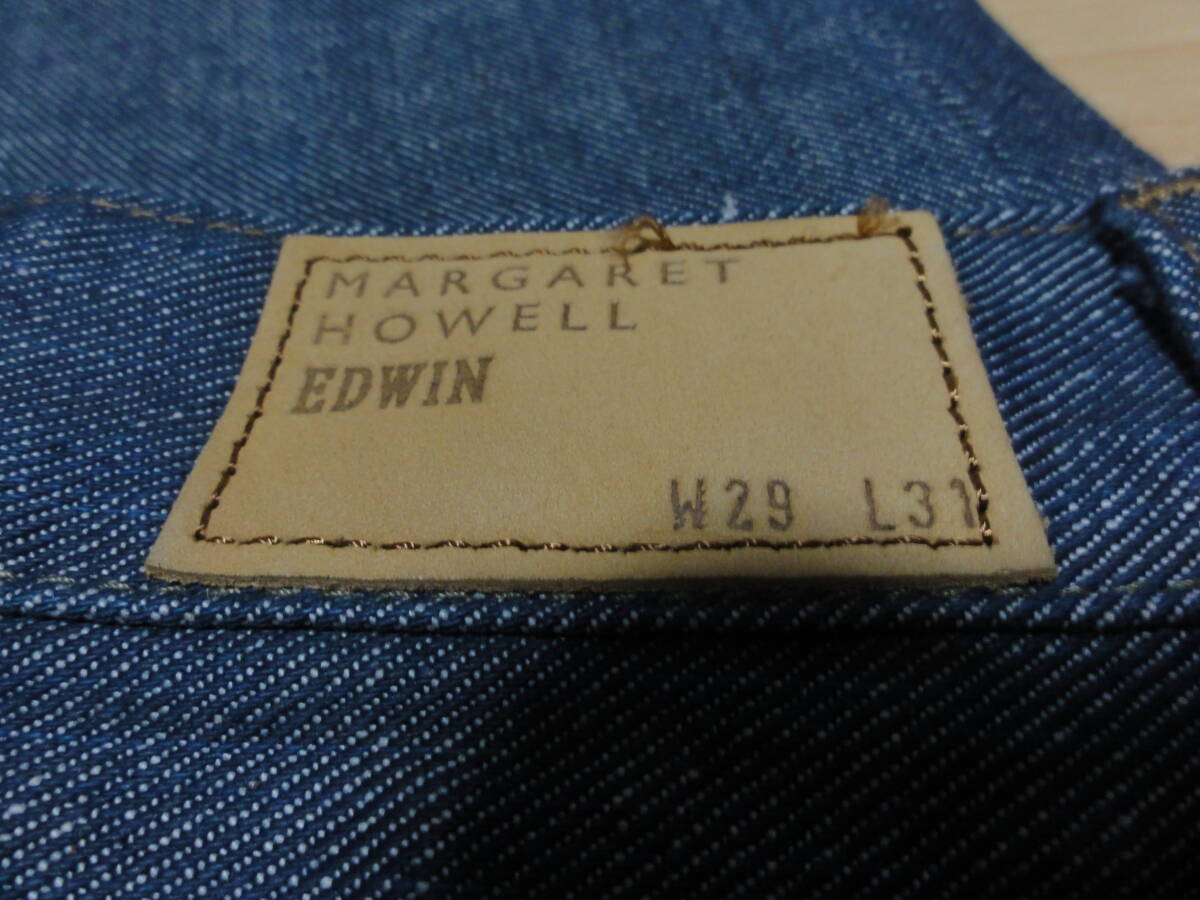 MARGARET
HOWELL
EDWIN
W29 L31